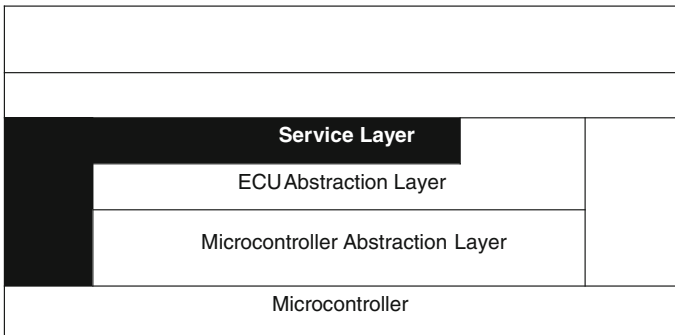 Service Layer
ECU Abstraction Layer
Microcontroller Abstraction Layer
Microcontroller